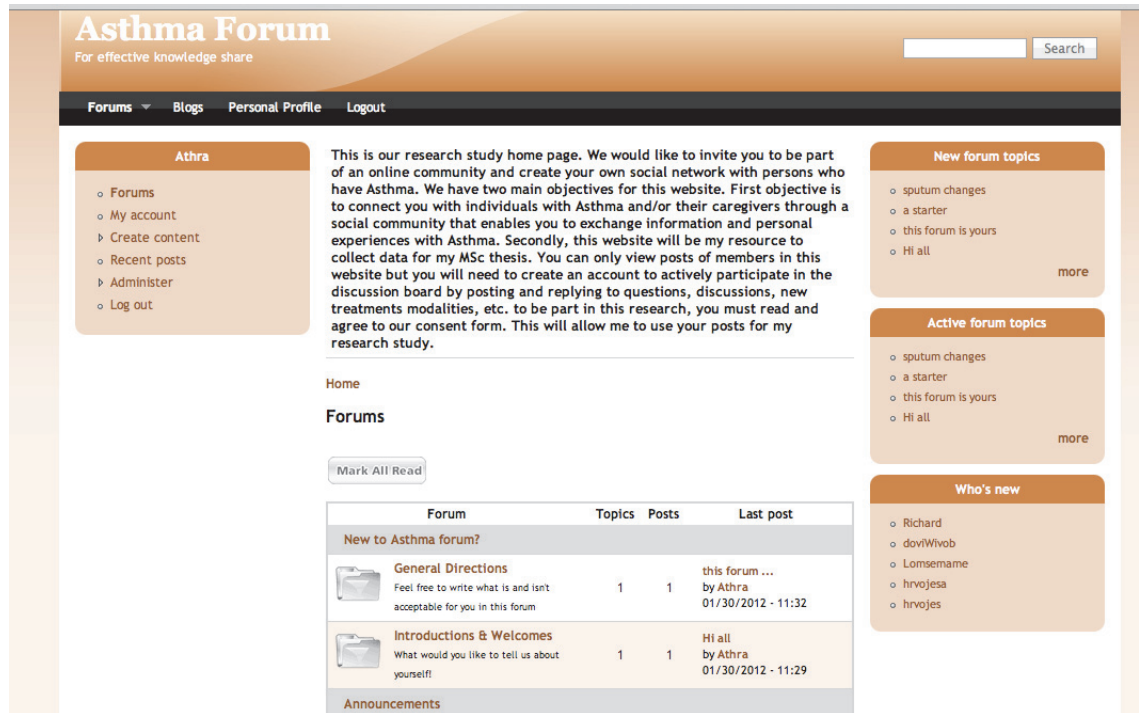 Asthma Forum
For effective knowledge share
Search
Forums Blogs Personal Profile Logout
Athra
Forums
My account
Create content
Recent posts
Administer
Log out
This is our research study home page. We would like to invite you to be part
of an online community and create your own social network with persons who
have Asthma. We have two main objectives for this website. First objective is
to connect you with individuals with Asthma and/or their caregivers through a
social community that enables you to exchange information and personal
experiences with Asthma. Secondly, this website will be my resource to
collect data for my MSc thesis. You can only view posts of members in this
website but you will need to create an account to actively participate in the
discussion board by posting and replying to questions, discussions, new
treatments modalities, etc. to be part in this research, you must read and
agree to our consent form. This will allow me to use your posts for my
research study.
Home
Forums
Mark All Read
Forum Topics Posts Last post
New to Asthma forum?
General Directions
Feel free to write what is and isn't
acceptable for you in this forum
1 1
this forum ...
by Athra
01/30/2012 - 11:32
Introductions & Welcomes
What would you like to tell us about
yourself!
1 1
Hi all
by Athra
01/30/2012 - 11:29
Announcements
New forum topics
sputum changes
a starter
this forum is yours
Hi all
more
Active forum topics
sputum changes
a starter
this forum is yours
Hi all
more
Who's new
Richard
doviWivob
Lomsemame
hrvojesa
hrvojes